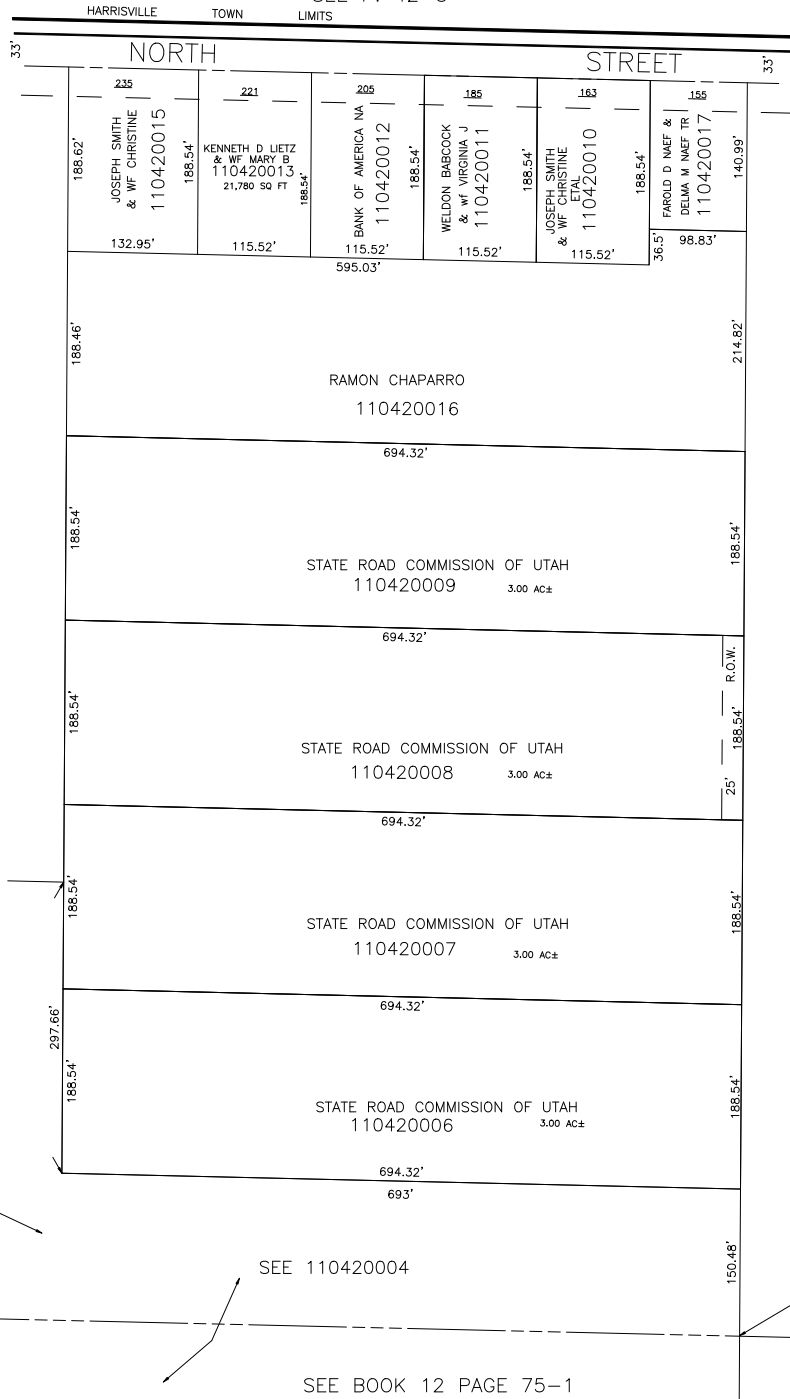 HARRISVILLE TOWN LIMITS
33'
NORTH STREET
33'
235
221
205
185
163
155
188.62'
JOSEPH SMITH
& WF CHRISTINE
110420015
188.54'
KENNETH D LIETZ
& WF MARY B
110420013
21,780 SQ FT
188.54'
BANK OF AMERICA NA
110420012
188.54'
WELDON BABCOCK
& wf VIRGINIA J
110420011
188.54'
JOSEPH SMITH
& WF CHRISTINE
ETAL
110420010
188.54'
FAROLD D NAEF &
DELMA M NAEF TR
110420017
140.99'
132.95'
115.52'
115.52'
115.52'
115.52'
36.5'
98.83'
595.03'
188.46'
214.82'
RAMON CHAPARRO
110420016
694.32'
188.54'
188.54'
STATE ROAD COMMISSION OF UTAH
110420009 3.00 AC±
694.32'
188.54'
R.O.W.
188.54'
25'
STATE ROAD COMMISSION OF UTAH
110420008 3.00 AC±
694.32'
188.54'
188.54'
STATE ROAD COMMISSION OF UTAH
110420007 3.00 AC±
694.32'
297.66'
188.54'
188.54'
STATE ROAD COMMISSION OF UTAH
110420006 3.00 AC±
694.32'
693'
150.48'
SEE 110420004
SEE BOOK 12 PAGE 75-1